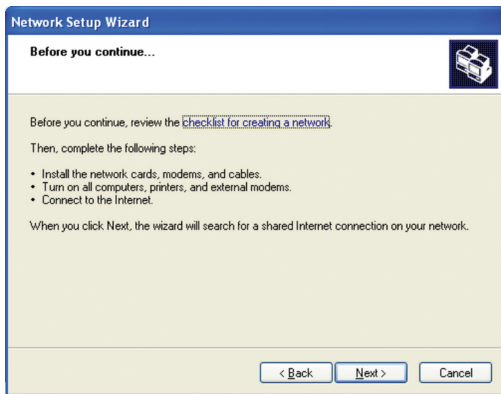 Network Setup Wizard
Before you continue...
Before you continue, review the checklist for creating a network.
Then, complete the following steps:
• Install the network cards, modems, and cables.
• Turn on all computers, printers, and external modems.
• Connect to the Internet.
When you click Next, the wizard will search for a shared Internet connection on your network.
< Back Next > Cancel